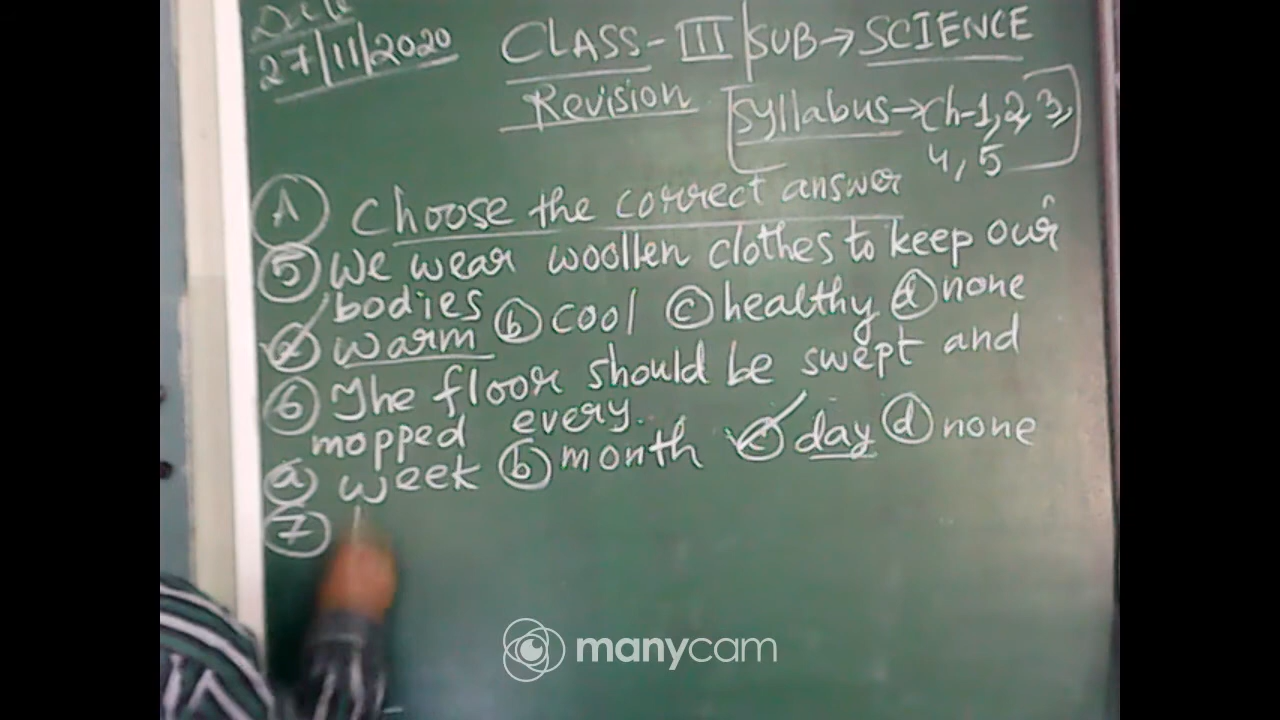 Date
27/11/2020
CLASS-III | SUB → SCIENCE
Revision
Syllabus → Ch-1, 2, 3,
4, 5
A Choose the correct answer
5 We wear woollen clothes to keep our
bodies
a warm b cool c healthy d none
6 The floor should be swept and
mopped every.
a week b month c day d none
7
manycam